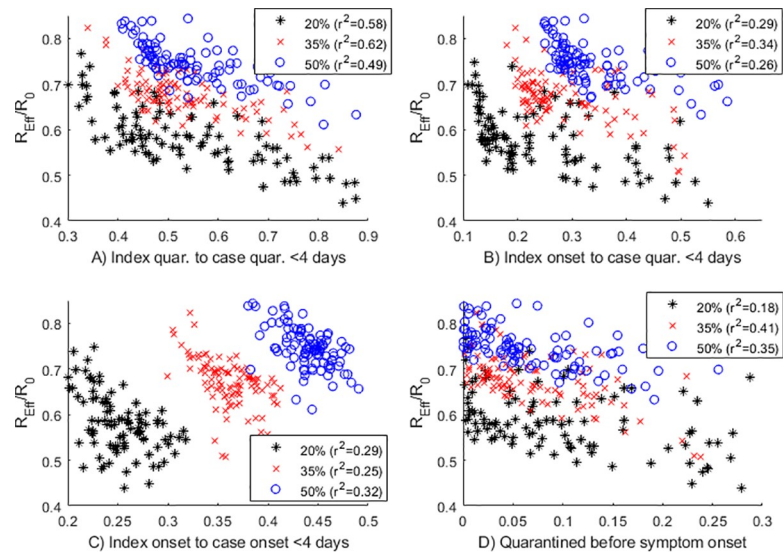 0.8
0.7
0.6
0.5
0.4
R_Eff/R_0
20% (r²=0.58)
35% (r²=0.62)
50% (r²=0.49)
0.3 0.4 0.5 0.6 0.7 0.8 0.9
A) Index quar. to case quar. <4 days
0.8
0.7
0.6
0.5
0.4
R_Eff/R_0
20% (r²=0.29)
35% (r²=0.34)
50% (r²=0.26)
0.1 0.2 0.3 0.4 0.5 0.6
B) Index onset to case quar. <4 days
0.8
0.7
0.6
0.5
0.4
R_Eff/R_0
20% (r²=0.29)
35% (r²=0.25)
50% (r²=0.32)
0.2 0.25 0.3 0.35 0.4 0.45 0.5
C) Index onset to case onset <4 days
0.8
0.7
0.6
0.5
0.4
R_Eff/R_0
20% (r²=0.18)
35% (r²=0.41)
50% (r²=0.35)
0 0.05 0.1 0.15 0.2 0.25 0.3
D) Quarantined before symptom onset